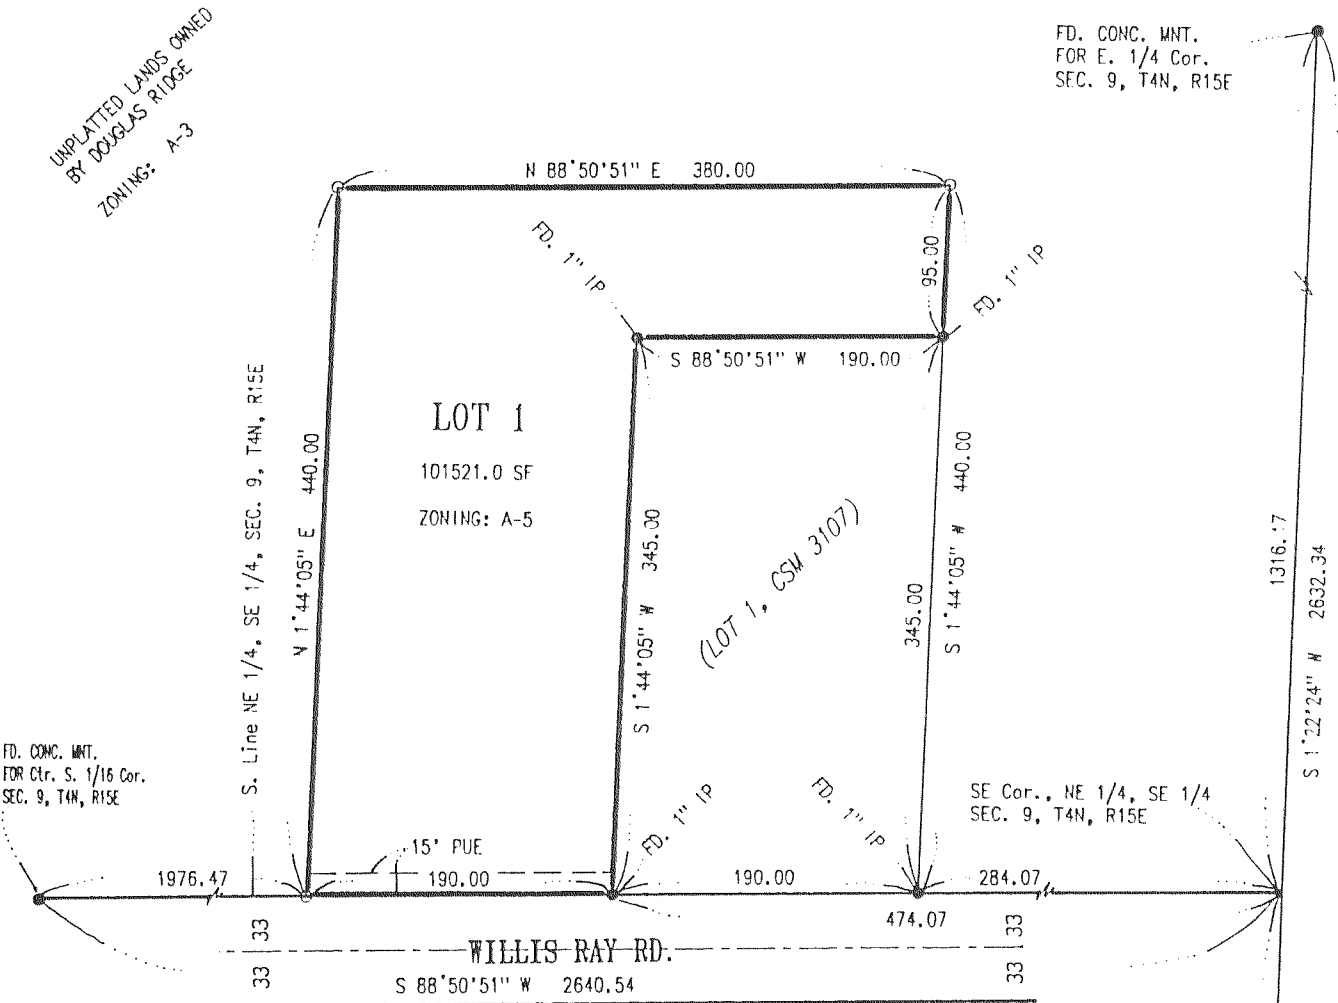 UNPLATTED LANDS OWNED
BY DOUGLAS RIDGE
ZONING: A-3
FD. CONC. MNT.
FOR E. 1/4 Cor.
SEC. 9, T4N, R15E
N 88°50'51" E 380.00
FD. 1" IP
95.00
FD. 1" IP
S 88°50'51" W 190.00
LOT 1
101521.0 SF
ZONING: A-5
S. Line NE 1/4, SE 1/4, SEC. 9, T4N, R15E
N 1°44'05" E 440.00
S 1°44'05" W 345.00
(LOT 1, CSM 3107)
345.00
S 1°44'05" W 440.00
S 1°22'24" W 2632.34
FD. CONC. MNT.
FOR Ctr. S. 1/16 Cor.
SEC. 9, T4N, R15E
SE Cor., NE 1/4, SE 1/4
SEC. 9, T4N, R15E
FD. 1" IP
FD. 1" IP
15' PUE
1976.47
190.00
190.00
284.07
474.07
33
33
WILLIS RAY RD.
33
33
S 88°50'51" W 2640.54